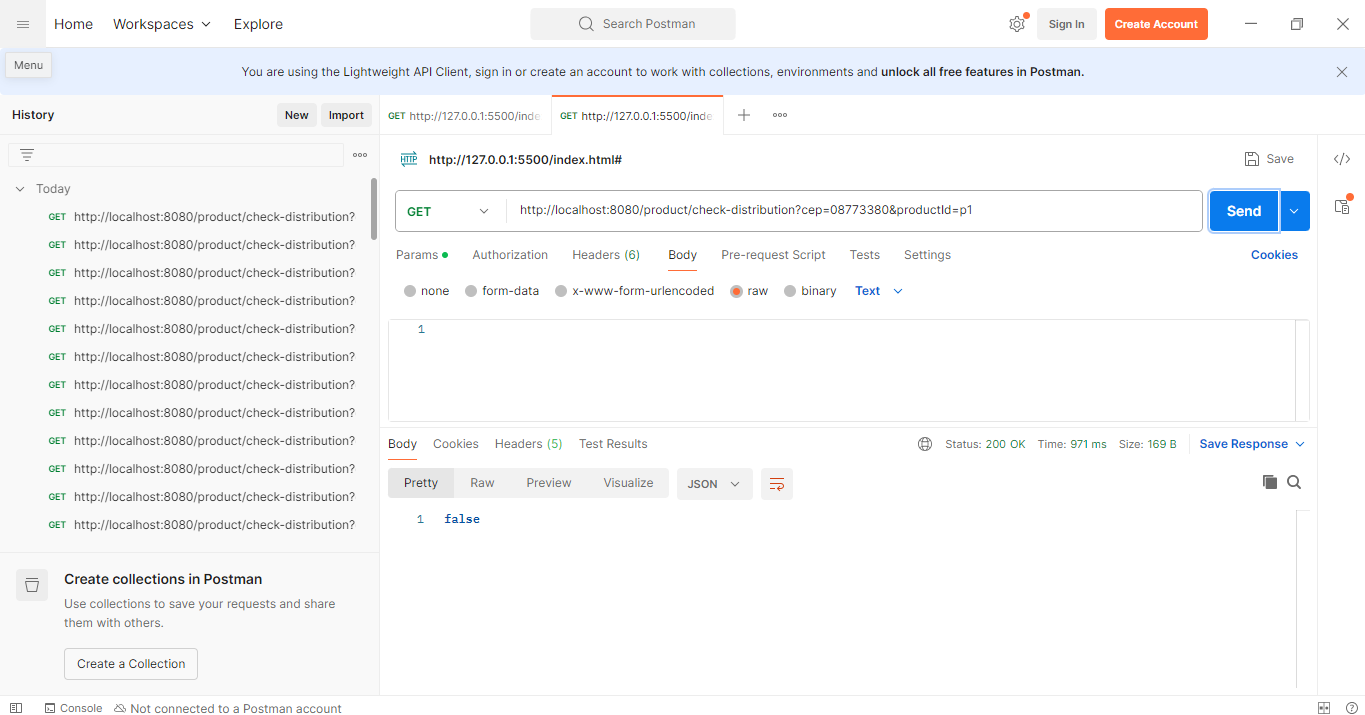 Home Workspaces Explore Search Postman Sign In Create Account
Menu
You are using the Lightweight API Client, sign in or create an account to work with collections, environments and unlock all free features in Postman.
History New Import
Today
GET http://localhost:8080/product/check-distribution?
GET http://localhost:8080/product/check-distribution?
GET http://localhost:8080/product/check-distribution?
GET http://localhost:8080/product/check-distribution?
GET http://localhost:8080/product/check-distribution?
GET http://localhost:8080/product/check-distribution?
GET http://localhost:8080/product/check-distribution?
GET http://localhost:8080/product/check-distribution?
GET http://localhost:8080/product/check-distribution?
GET http://localhost:8080/product/check-distribution?
GET http://localhost:8080/product/check-distribution?
GET http://localhost:8080/product/check-distribution?
Create collections in Postman
Use collections to save your requests and share
them with others.
Create a Collection
GET http://127.0.0.1:5500/inde GET http://127.0.0.1:5500/inde
HTTP http://127.0.0.1:5500/index.html# Save
GET http://localhost:8080/product/check-distribution?cep=08773380&productId=p1 Send
Params Authorization Headers (6) Body Pre-request Script Tests Settings Cookies
none form-data x-www-form-urlencoded raw binary Text
1
Body Cookies Headers (5) Test Results Status: 200 OK Time: 971 ms Size: 169 B Save Response
Pretty Raw Preview Visualize JSON
1 false
Console Not connected to a Postman account